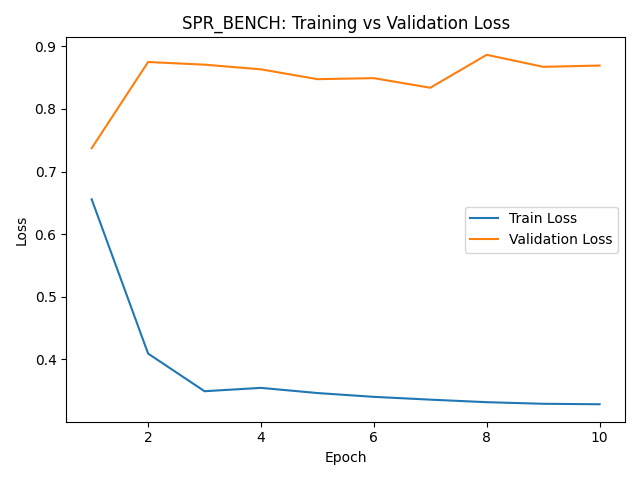 SPR_BENCH: Training vs Validation Loss
0.9
0.8
0.7
0.6
0.5
0.4
Loss
Train Loss
Validation Loss
2
4
6
8
10
Epoch